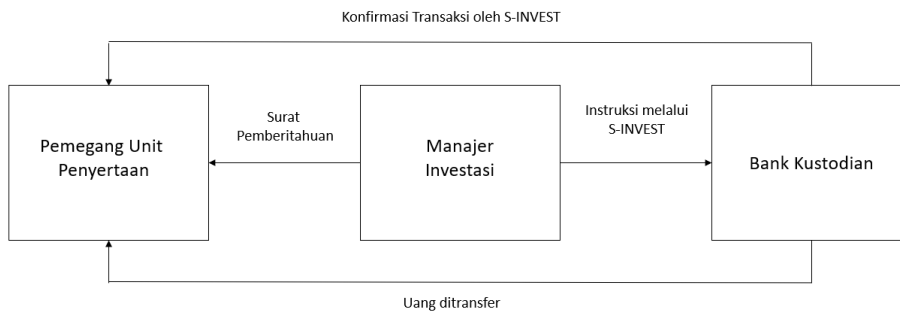 Konfirmasi Transaksi oleh S-INVEST
Surat
Pemberitahuan
Instruksi melalui
S-INVEST
Pemegang Unit
Penyertaan
Manajer
Investasi
Bank Kustodian
Uang ditransfer